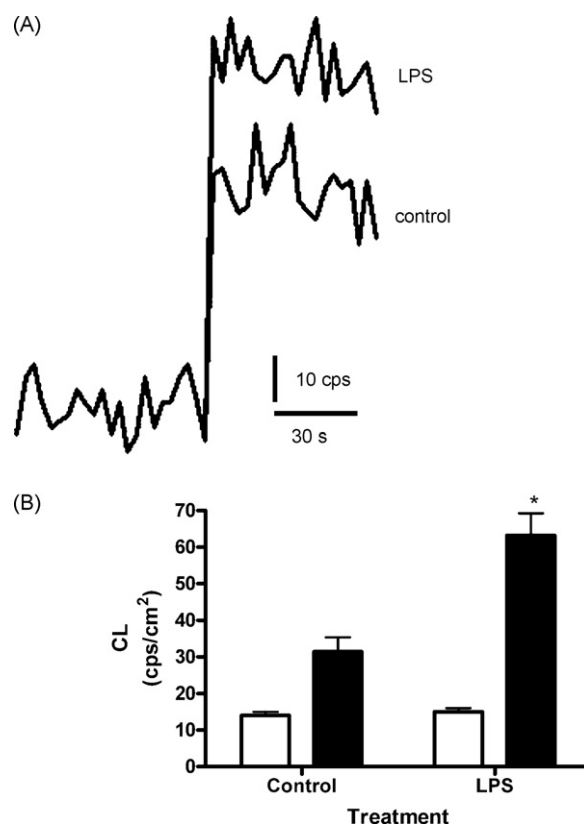 (A)
LPS
control
10 cps
30 s
(B)
70
60
50
40
30
20
10
0
CL
(cps/cm²)
*
Control
LPS
Treatment